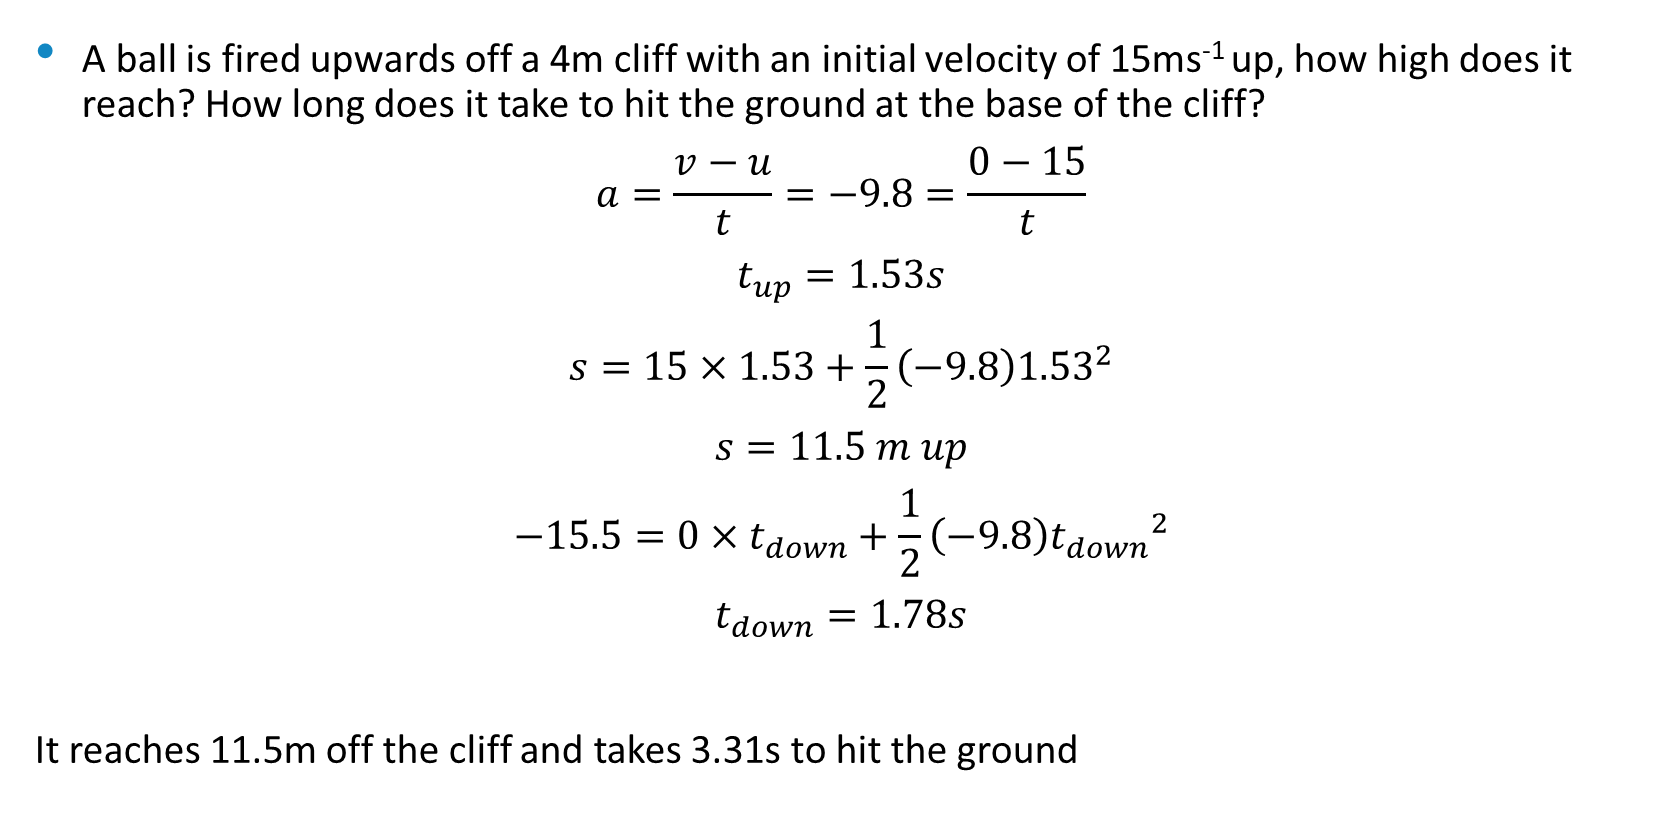 • A ball is fired upwards off a 4m cliff with an initial velocity of 15ms⁻¹ up, how high does it
reach? How long does it take to hit the ground at the base of the cliff?
a = (v − u)/t = −9.8 = (0 − 15)/t
t_up = 1.53s
s = 15 × 1.53 + 1/2 (−9.8)1.53²
s = 11.5 m up
−15.5 = 0 × t_down + 1/2 (−9.8)t_down²
t_down = 1.78s
It reaches 11.5m off the cliff and takes 3.31s to hit the ground